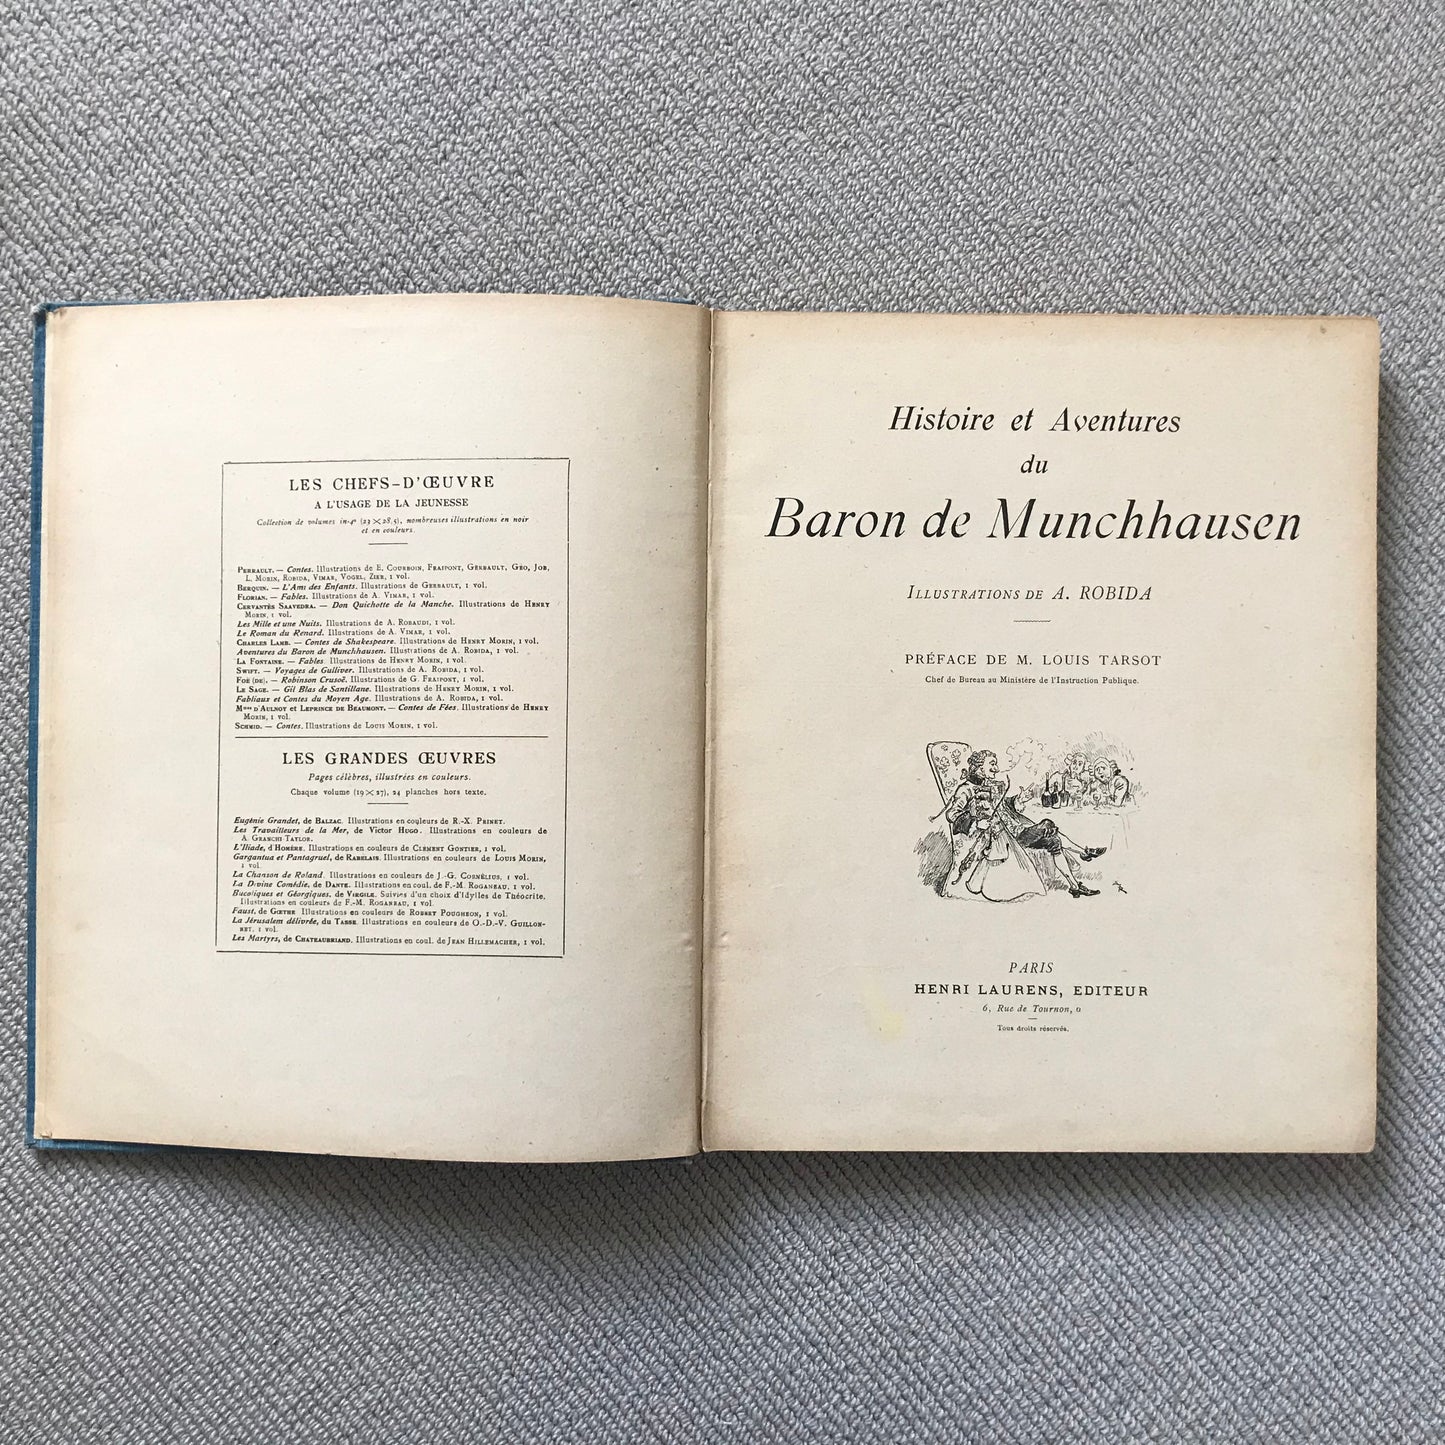 LES CHEFS-D'ŒUVRE
A L'USAGE DE LA JEUNESSE
Collection de volumes in-4º (23×28,5), nombreuses illustrations en noir
et en couleurs.
PERRAULT. — Contes. Illustrations de E. COURBOIN, FRAIPONT, GERBAULT, GÉO, JOB,
L. MORIN, ROBIDA, VIMAR, VOGEL, ZIER, 1 vol.
BERQUIN. — L'Ami des Enfants. Illustrations de GERBAULT, 1 vol.
FLORIAN. — Fables. Illustrations de A. VIMAR, 1 vol.
CERVANTÈS SAAVEDRA. — Don Quichotte de la Manche. Illustrations de HENRY
MORIN, 1 vol.
Les Mille et une Nuits. Illustrations de A. ROBAUDI, 1 vol.
Le Roman du Renard. Illustrations de A. VIMAR, 1 vol.
CHARLES LAMB. — Contes de Shakespeare. Illustrations de HENRY MORIN, 1 vol.
Aventures du Baron de Munchhausen. Illustrations de A. ROBIDA, 1 vol.
LA FONTAINE. — Fables. Illustrations de HENRY MORIN, 1 vol.
SWIFT. — Voyages de Gulliver. Illustrations de A. ROBIDA, 1 vol.
FOË (DE). — Robinson Crusoé. Illustrations de G. FRAIPONT, 1 vol.
LE SAGE. — Gil Blas de Santillane. Illustrations de HENRY MORIN, 1 vol.
Fabliaux et Contes du Moyen Age. Illustrations de A. ROBIDA, 1 vol.
Mmes D'AULNOY ET LEPRINCE DE BEAUMONT. — Contes de Fées. Illustrations de HENRY
MORIN, 1 vol.
SCHMID. — Contes. Illustrations de LOUIS MORIN, 1 vol.
LES GRANDES ŒUVRES
Pages célèbres, illustrées en couleurs.
Chaque volume (19×27), 24 planches hors texte.
Eugénie Grandet, de BALZAC. Illustrations en couleurs de R.-X. PRINET.
Les Travailleurs de la Mer, de VICTOR HUGO. Illustrations en couleurs de
A. GRANCHI-TAYLOR.
L'Iliade, d'HOMÈRE. Illustrations en couleurs de CLÉMENT GONTIER, 1 vol.
Gargantua et Pantagruel, de RABELAIS. Illustrations en couleurs de LOUIS MORIN,
1 vol.
La Chanson de Roland. Illustrations en couleurs de J.-G. CORNÉLIUS, 1 vol.
La Divine Comédie, de DANTE. Illustrations en coul. de F.-M. ROGANEAU, 1 vol.
Bucoliques et Géorgiques, de VIRGILE. Suivies d'un choix d'Idylles de Théocrite.
Illustrations en couleurs de F.-M. ROGANEAU, 1 vol.
Faust, de GŒTHE. Illustrations en couleurs de ROBERT POUGHEON, 1 vol.
La Jérusalem délivrée, du TASSE. Illustrations en couleurs de O.-D.-V. GUILLON-
NET, 1 vol.
Les Martyrs, de CHATEAUBRIAND. Illustrations en coul. de JEAN HILLEMACHER, 1 vol.
Histoire et Aventures
du
Baron de Munchhausen
ILLUSTRATIONS DE A. ROBIDA
PRÉFACE DE M. LOUIS TARSOT
Chef de Bureau au Ministère de l'Instruction Publique.
PARIS
HENRI LAURENS, EDITEUR
6, Rue de Tournon, 6
Tous droits réservés.